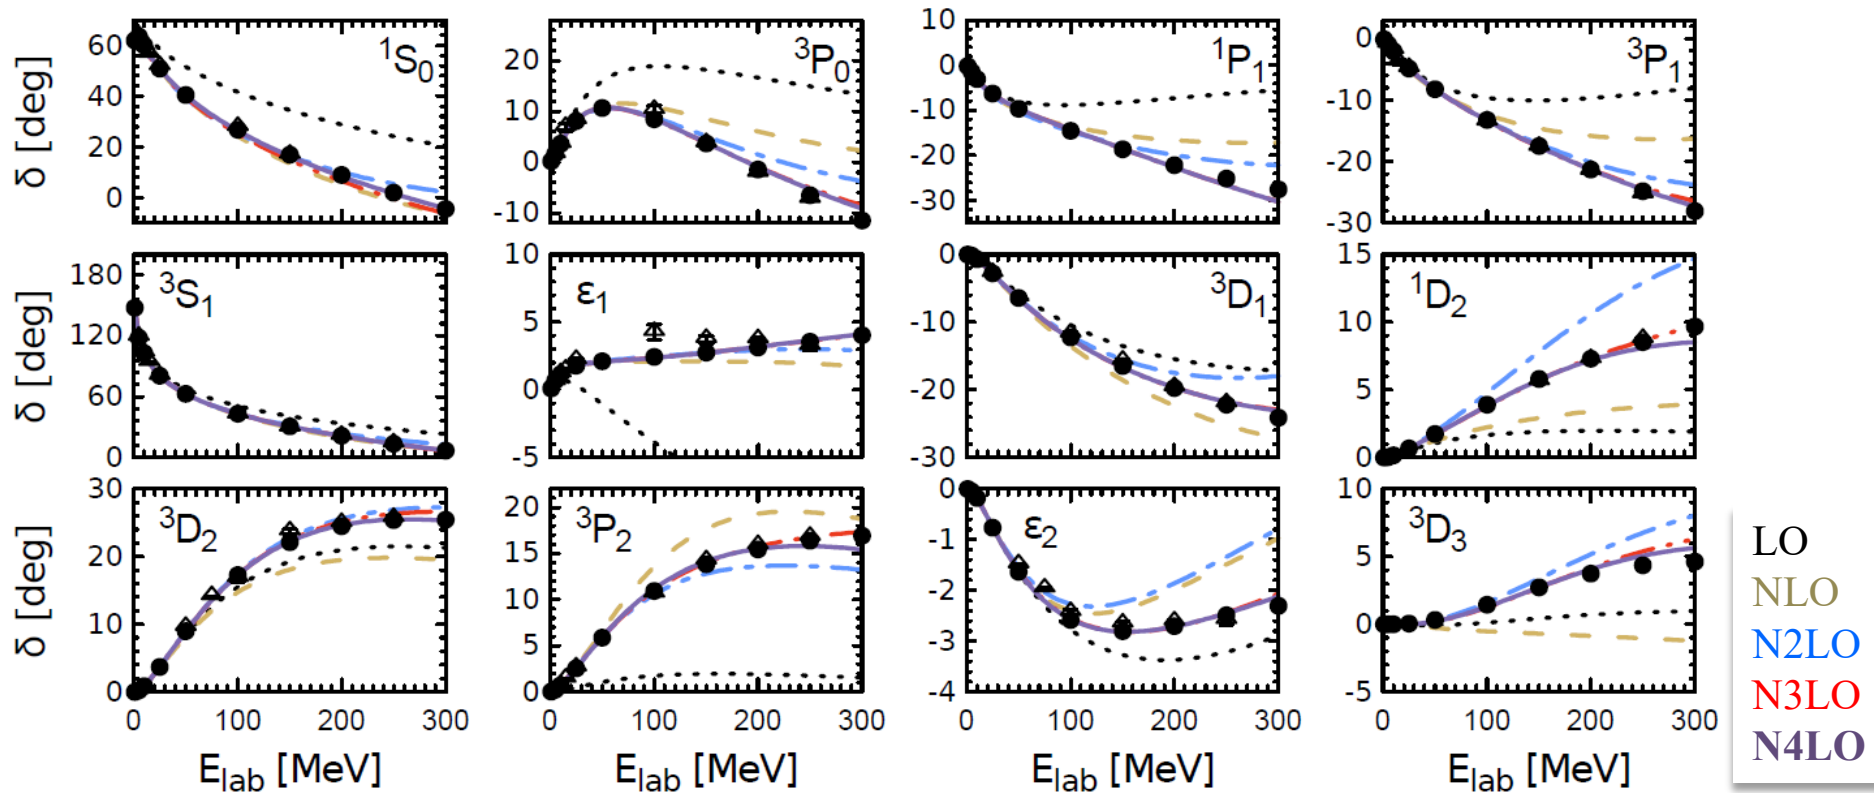 δ [deg]
60
40
20
0
¹S₀
20
10
0
-10
³P₀
10
0
-10
-20
-30
¹P₁
0
-10
-20
-30
³P₁
δ [deg]
180
120
60
0
³S₁
10
5
0
-5
ε₁
0
-10
-20
-30
³D₁
15
10
5
0
¹D₂
δ [deg]
30
20
10
0
³D₂
20
15
10
5
0
³P₂
0
-1
-2
-3
-4
ε₂
10
5
0
-5
³D₃
0 100 200 300
0 100 200 300
0 100 200 300
0 100 200 300
E_lab [MeV]
E_lab [MeV]
E_lab [MeV]
E_lab [MeV]
LO
NLO
N2LO
N3LO
N4LO